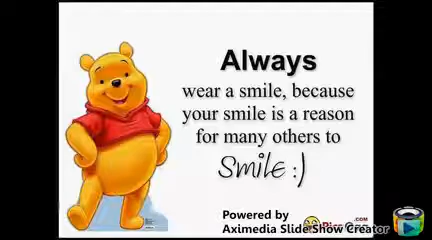 Always
wear a smile, because
your smile is a reason
for many others to
Smile :)
Powered by
Aximedia Slide Show Creator
.COM